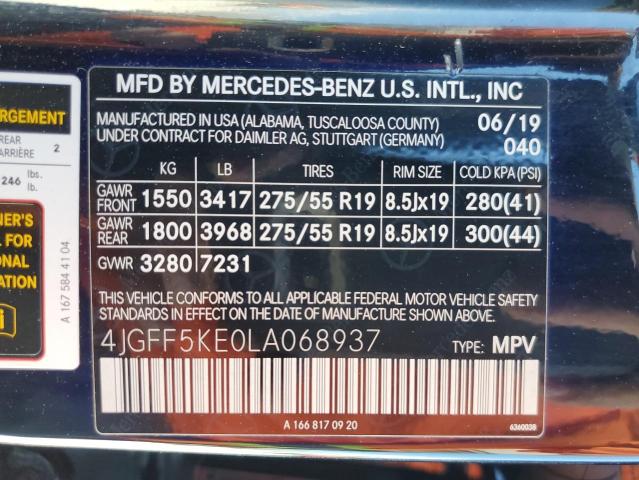 MFD BY MERCEDES-BENZ U.S. INTL., INC
MANUFACTURED IN USA (ALABAMA, TUSCALOOSA COUNTY) 06/19
UNDER CONTRACT FOR DAIMLER AG, STUTTGART (GERMANY) 040
KG LB TIRES RIM SIZE COLD KPA (PSI)
GAWR FRONT 1550 3417 275/55 R19 8.5Jx19 280(41)
GAWR REAR 1800 3968 275/55 R19 8.5Jx19 300(44)
GVWR 3280 7231
THIS VEHICLE CONFORMS TO ALL APPLICABLE FEDERAL MOTOR VEHICLE SAFETY
STANDARDS IN EFFECT ON THE DATE OF MANUFACTURE SHOWN ABOVE.
4JGFF5KE0LA068937 TYPE: MPV
A 166 817 09 20 6360038
REAR
2
246 lbs.
lb.
FOR
A 167 584 41 04